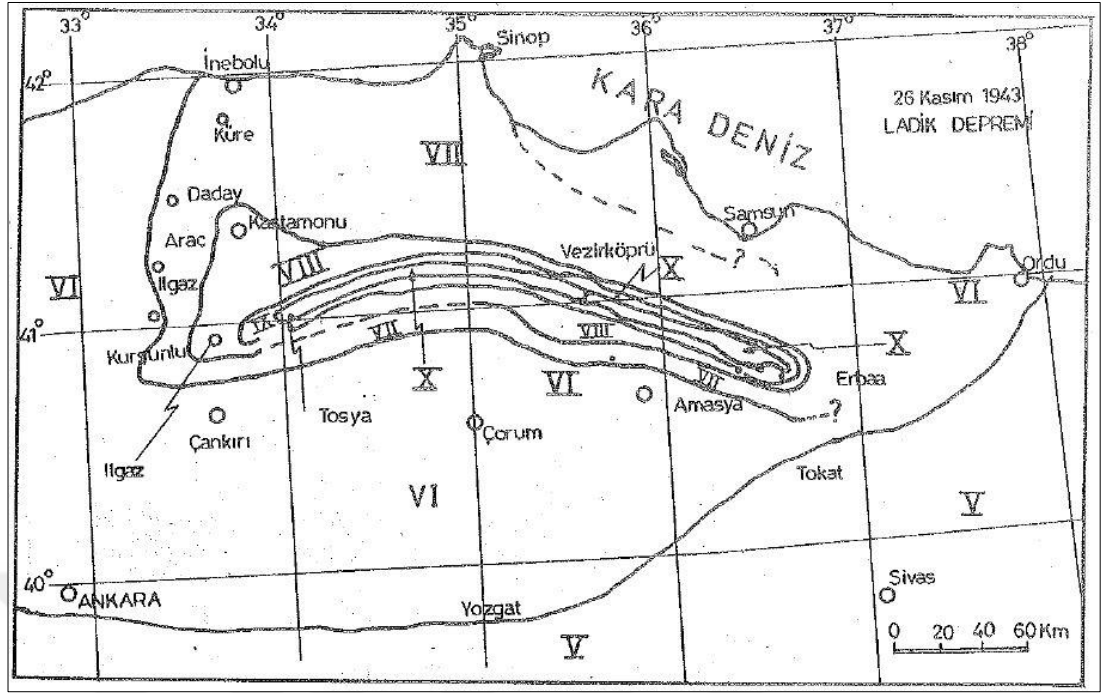 33° 34° 35° 36° 37° 38°
Sinop
İnebolu
42°
KARA DENİZ
26 Kasım 1943
LADİK DEPREMİ
Küre
VII
Daday
Kastamonu
Samsun
Araç
VIII
Vezirköprü
X
?
Ilgaz
VI
Ordu
VI
41°
IX
VII
VIII
X
Kurşunlu
X
VI
VII
Erbaa
Tosya
Amasya
?
Çankırı
Çorum
Ilgaz
Tokat
VI
V
40°
ANKARA
Sivas
Yozgat
0 20 40 60 Km
V